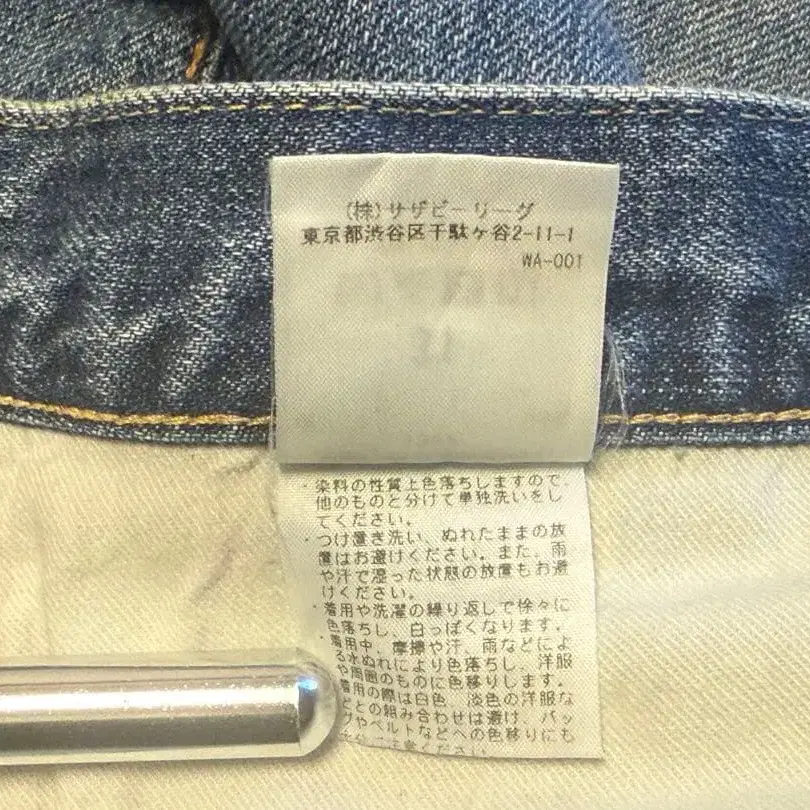 (株)サザビーリーグ
東京都渋谷区千駄ヶ谷2-11-1
WA-001
・染料の性質上色落ちしますので、
他のものと分けて単独洗いをし
てください。
・つけ置き洗い、ぬれたままの放
置はお避けください。また、雨
や汗で湿った状態の放置もお避
けください。
・着用や洗濯の繰り返しで徐々に
色落ちし、白っぽくなります。
・着用中、摩擦や汗、雨などによ
る水ぬれにより色落ちし、洋服
や周囲のものに色移りします。
着用の際は白色、淡色の洋服な
どとの組み合わせは避け、バッ
グやベルトなどへの色移りにも
ください